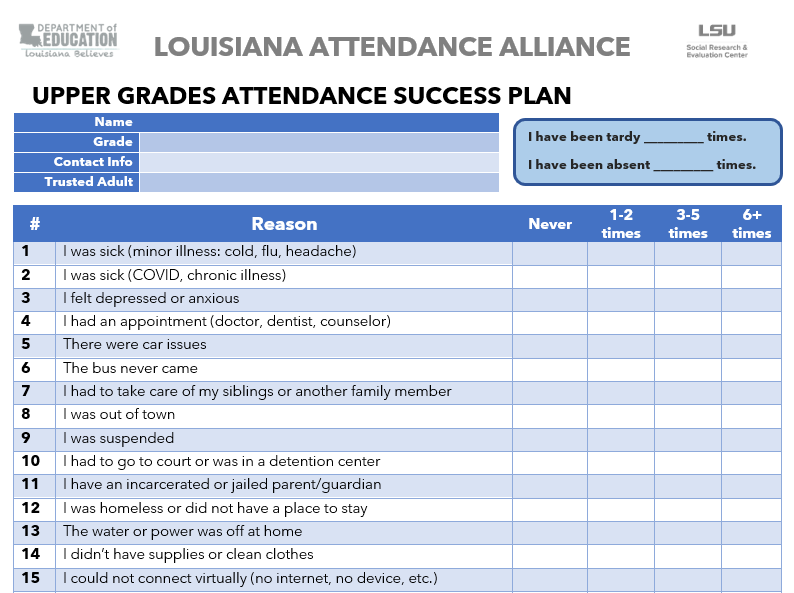 DEPARTMENT of
EDUCATION
Louisiana Believes
LOUISIANA ATTENDANCE ALLIANCE
LSU
Social Research &
Evaluation Center
UPPER GRADES ATTENDANCE SUCCESS PLAN
Name
Grade
Contact Info
Trusted Adult
I have been tardy _________ times.
I have been absent _________ times.
# Reason Never 1-2 times 3-5 times 6+ times
1 I was sick (minor illness: cold, flu, headache)
2 I was sick (COVID, chronic illness)
3 I felt depressed or anxious
4 I had an appointment (doctor, dentist, counselor)
5 There were car issues
6 The bus never came
7 I had to take care of my siblings or another family member
8 I was out of town
9 I was suspended
10 I had to go to court or was in a detention center
11 I have an incarcerated or jailed parent/guardian
12 I was homeless or did not have a place to stay
13 The water or power was off at home
14 I didn't have supplies or clean clothes
15 I could not connect virtually (no internet, no device, etc.)